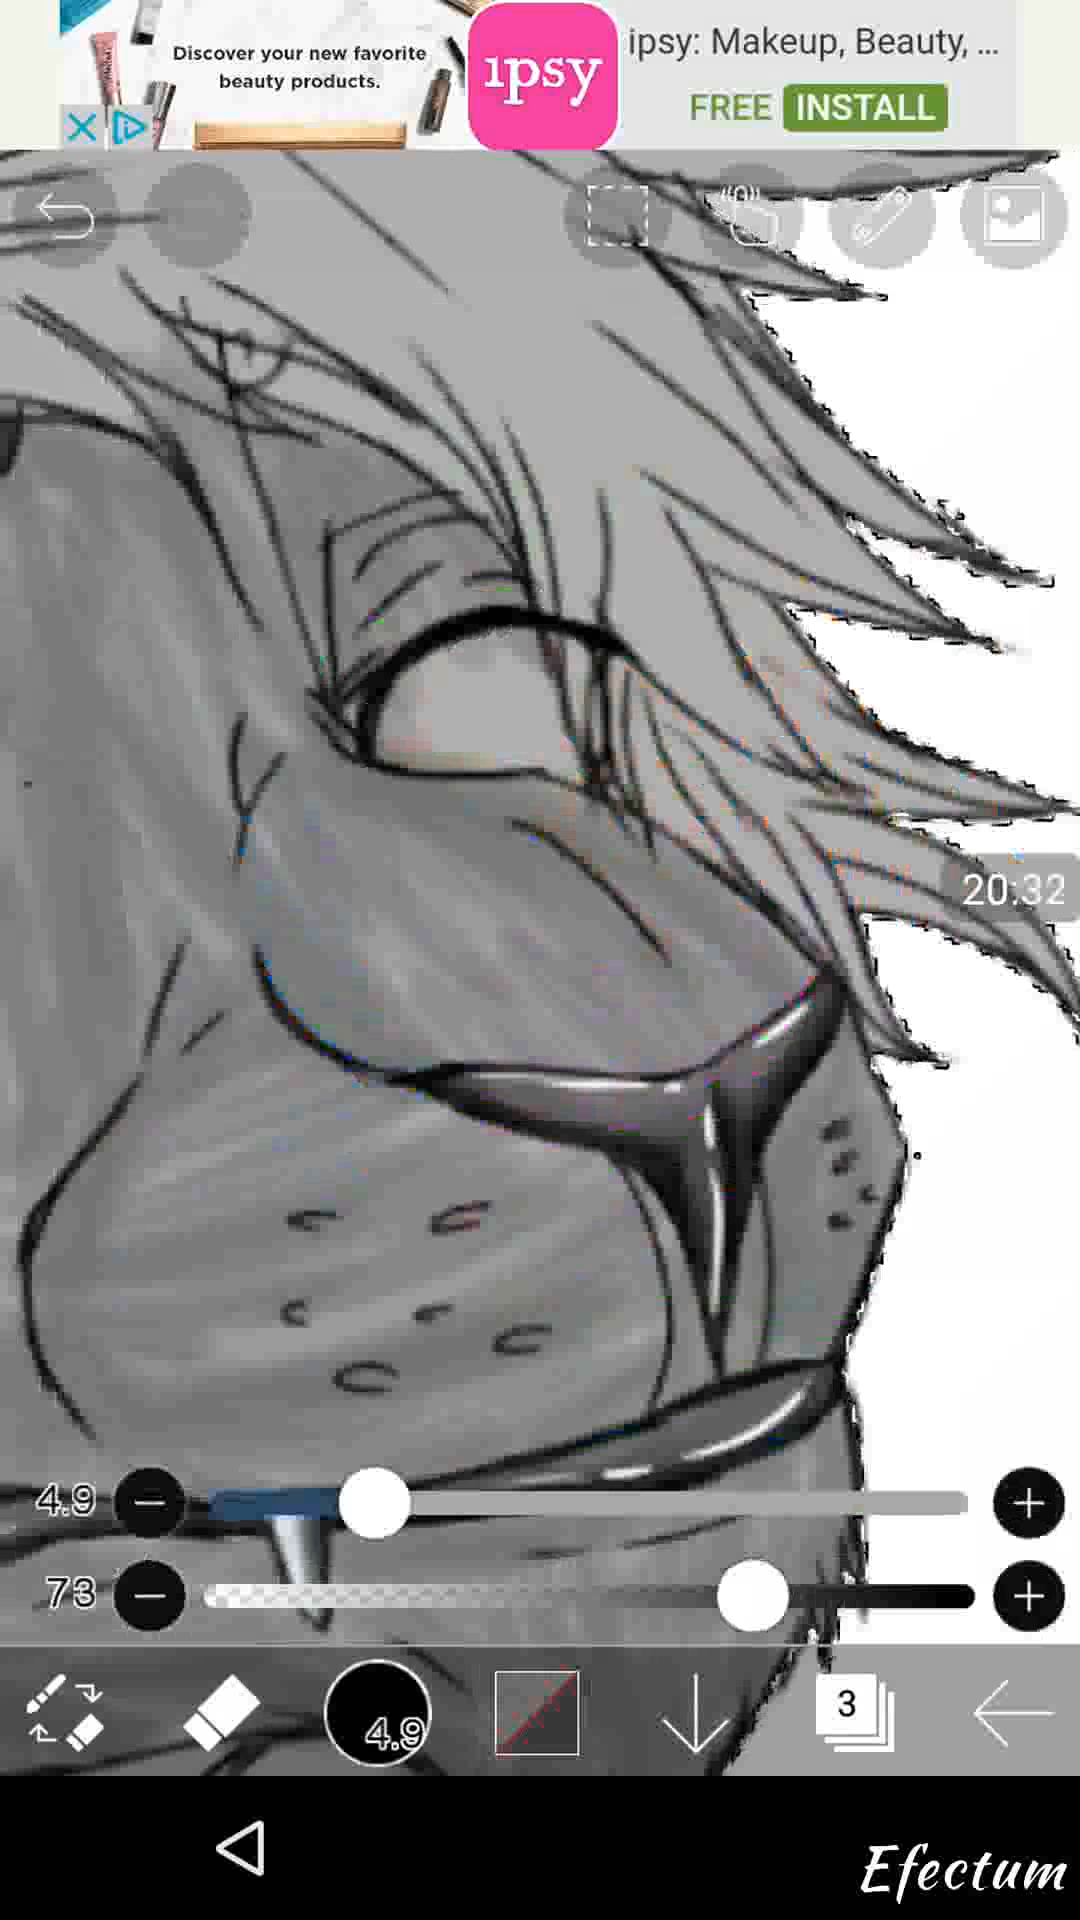 Discover your new favorite
beauty products.
ipsy
ipsy: Makeup, Beauty, ...
FREE INSTALL
20:32
4.9
73
4.9
3
Efectum